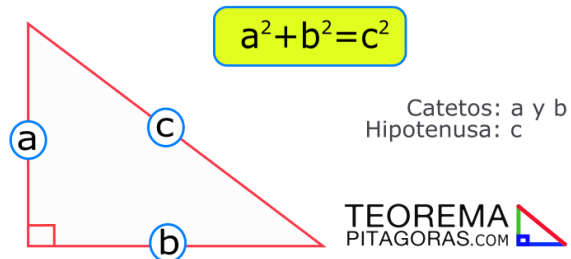 a²+b²=c²
a
c
b
Catetos: a y b
Hipotenusa: c
TEOREMA
PITAGORAS.COM